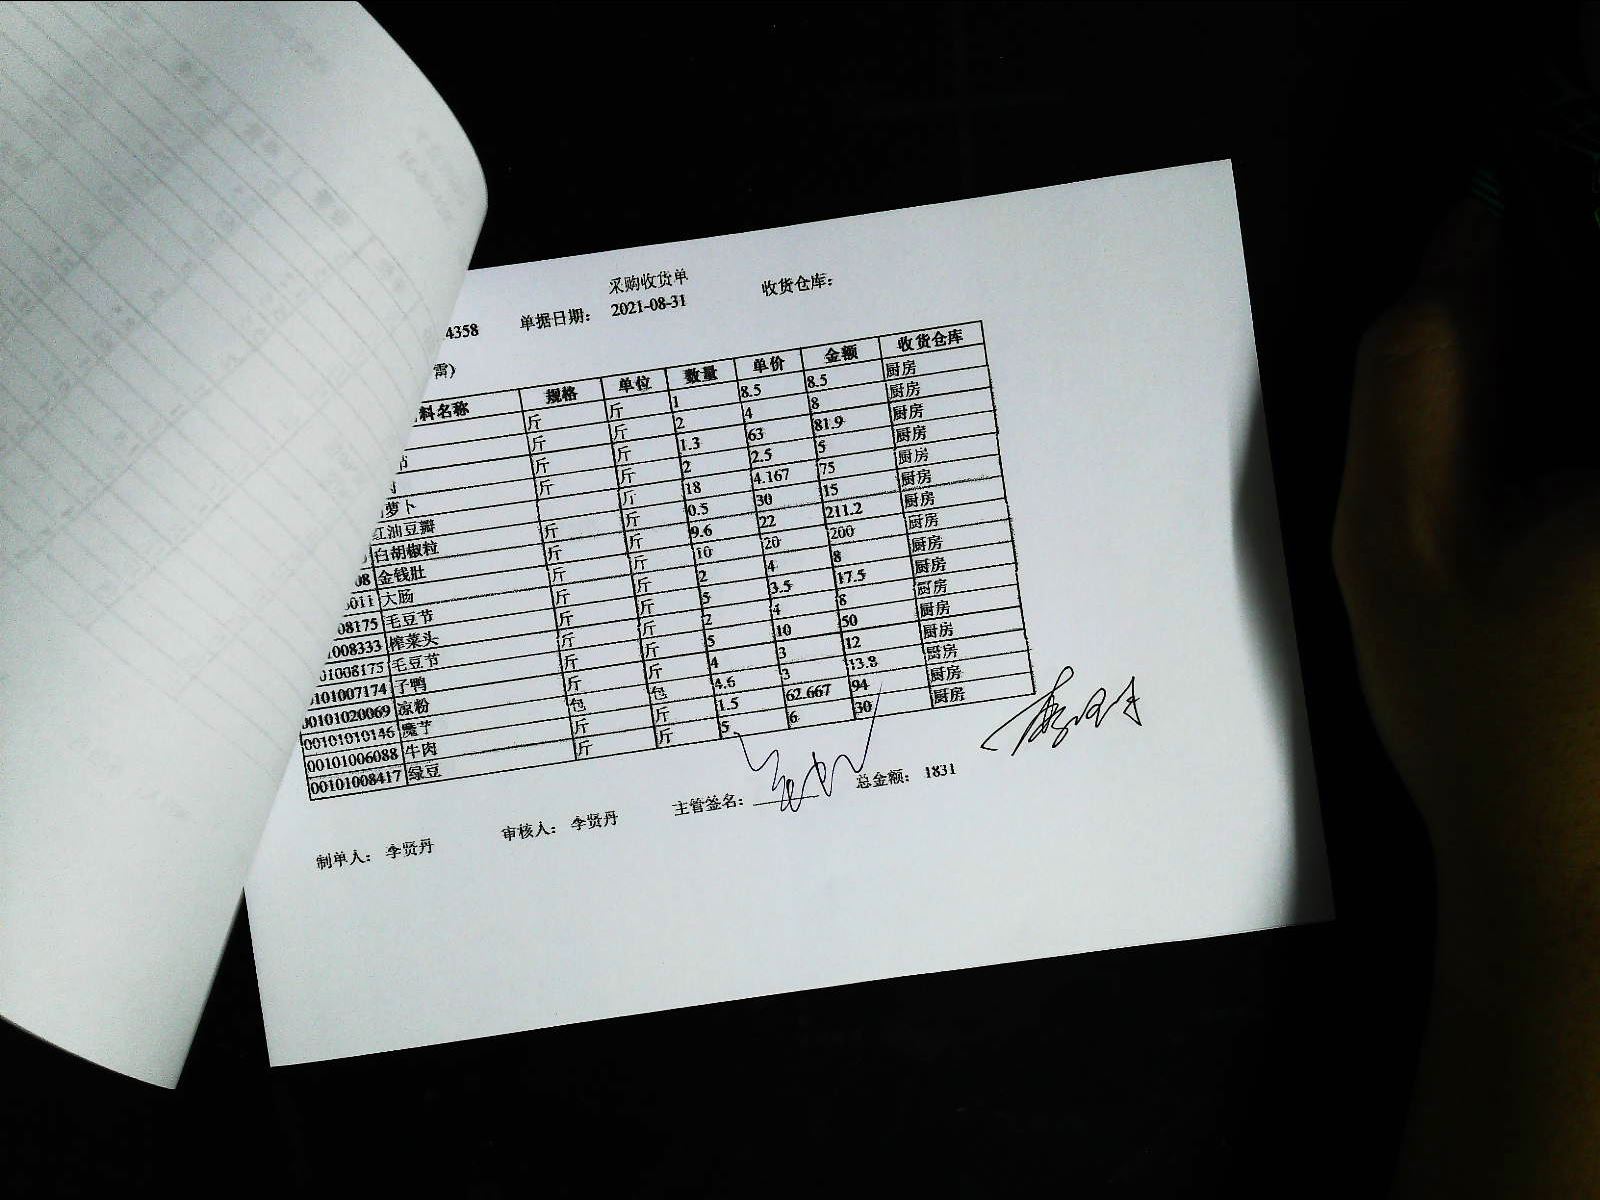 采购收货单
4358 单据日期： 2021-08-31 收货仓库：
雷)
料名称 规格 单位 数量 单价 金额 收货仓库
斤 斤 1 8.5 8.5 厨房
节 斤 斤 2 4 8 厨房
斤 斤 1.3 63 81.9 厨房
萝卜 斤 斤 2 2.5 5 厨房
红油豆瓣 斤 18 4.167 75 厨房
白胡椒粒 斤 斤 0.5 30 15 厨房
08 金钱肚 斤 斤 9.6 22 211.2 厨房
011 大肠 斤 斤 10 20 200 厨房
08175 毛豆节 斤 斤 2 4 8 厨房
1008333 榨菜头 斤 斤 5 3.5 17.5 厨房
01008175 毛豆节 斤 斤 2 4 8 厨房
0101007174 子鸭 斤 斤 5 10 50 厨房
00101020069 凉粉 斤 斤 4 3 12 厨房
00101010146 魔芋 包 包 4.6 3 13.8 厨房
00101006088 牛肉 斤 斤 1.5 62.667 94 厨房
00101008417 绿豆 斤 斤 5 6 30 厨房
制单人： 李贤丹 审核人： 李贤丹 主管签名： 总金额： 1831